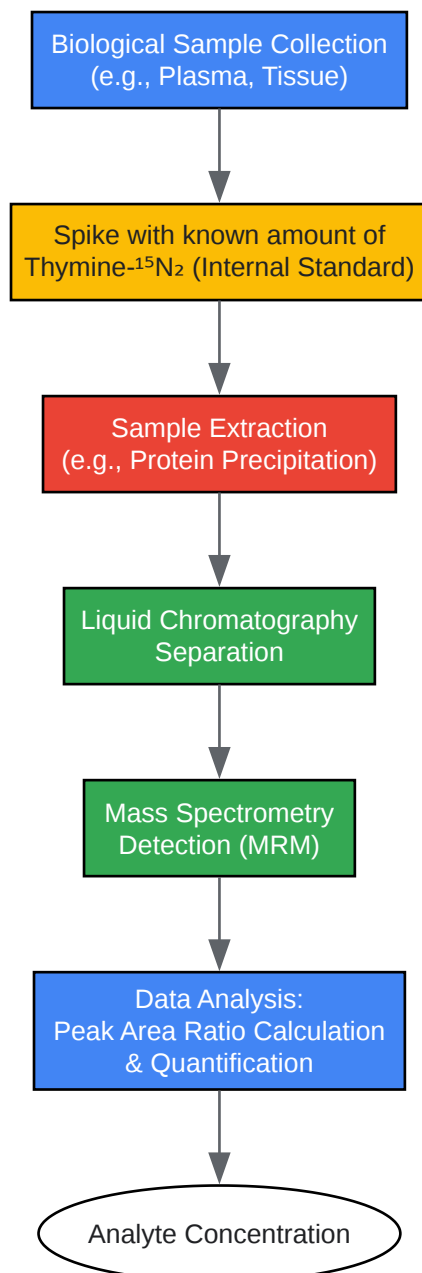 Biological Sample Collection
(e.g., Plasma, Tissue)
Spike with known amount of
Thymine-¹⁵N₂ (Internal Standard)
Sample Extraction
(e.g., Protein Precipitation)
Liquid Chromatography
Separation
Mass Spectrometry
Detection (MRM)
Data Analysis:
Peak Area Ratio Calculation
& Quantification
Analyte Concentration